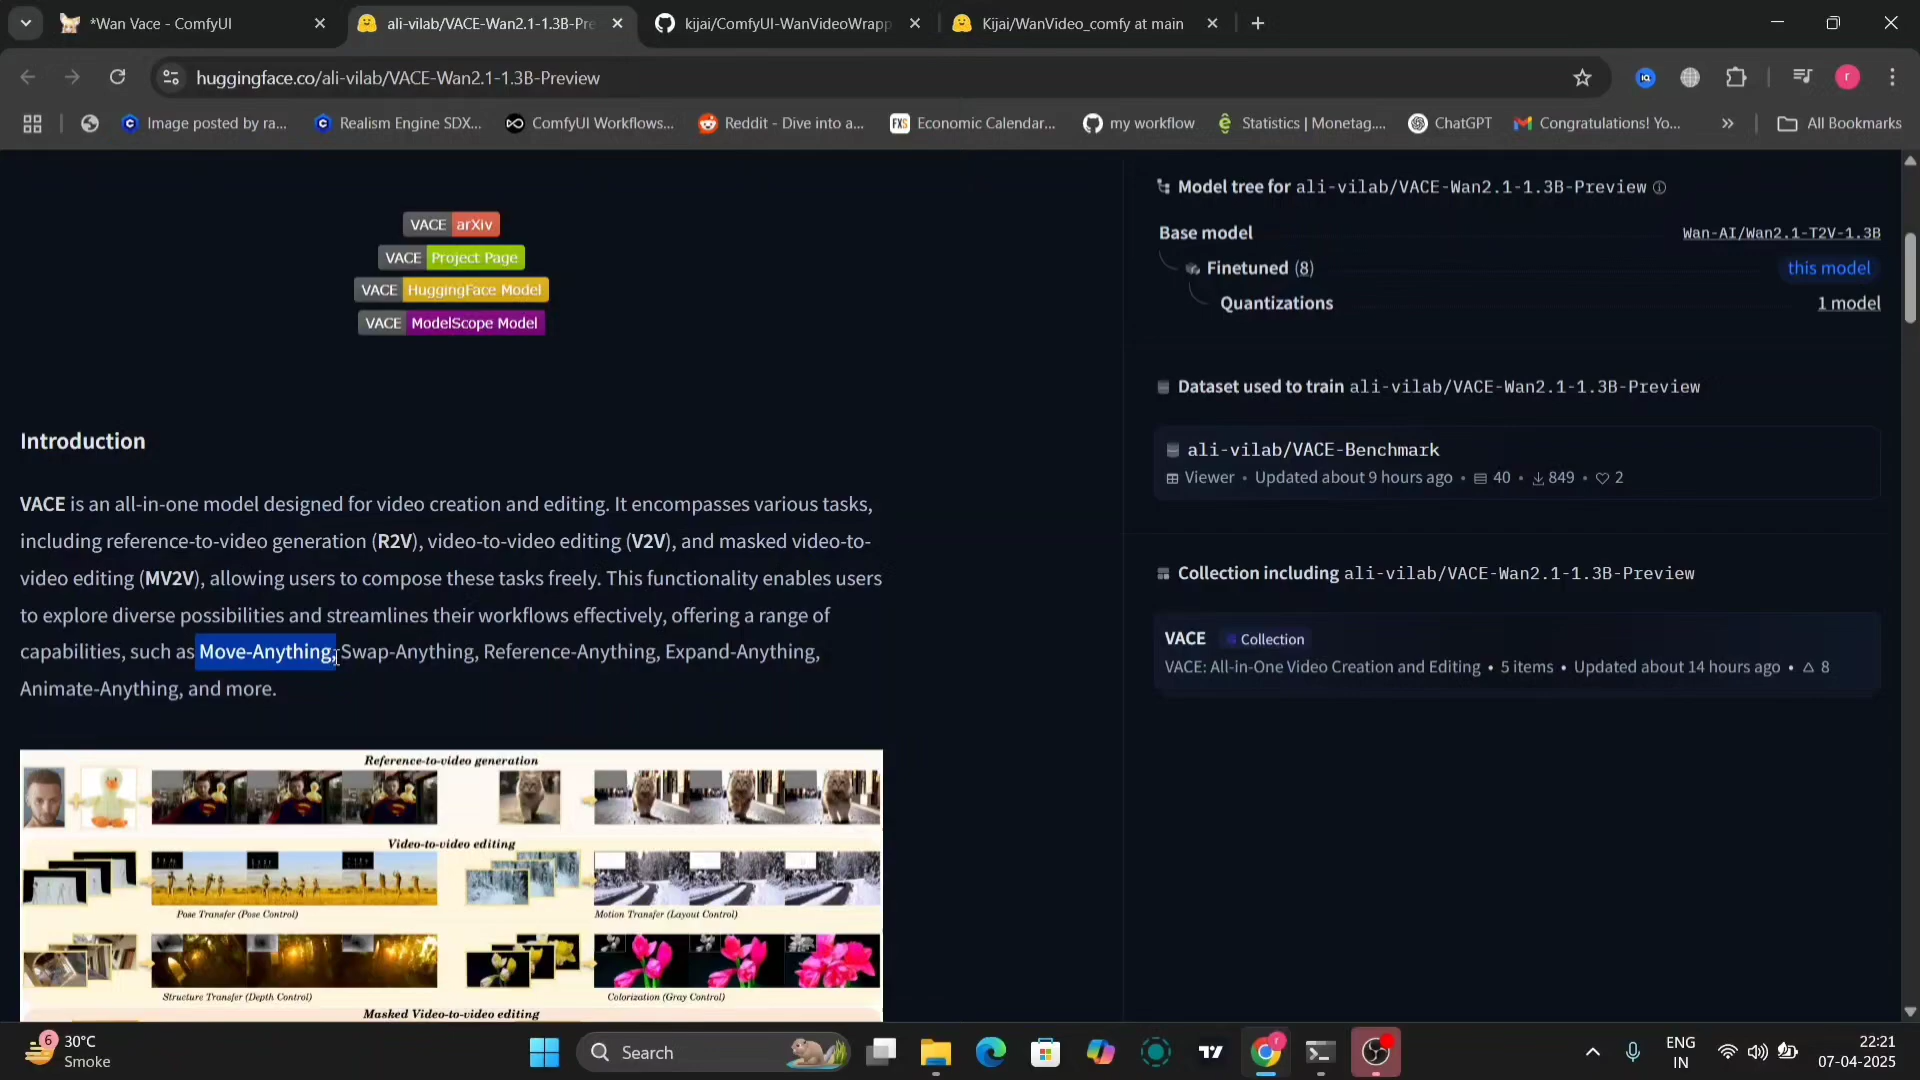 *Wan Vace - ComfyUI
ali-vilab/VACE-Wan2.1-1.3B-Pre
kijai/ComfyUI-WanVideoWrapp
Kijai/WanVideo_comfy at main
huggingface.co/ali-vilab/VACE-Wan2.1-1.3B-Preview
r
Image posted by ra...
Realism Engine SDX...
ComfyUI Workflows...
Reddit - Dive into a...
FXS
Economic Calendar...
my workflow
Statistics | Monetag....
ChatGPT
Congratulations! Yo...
All Bookmarks
VACE arXiv
VACE Project Page
VACE HuggingFace Model
VACE ModelScope Model
Introduction
VACE is an all-in-one model designed for video creation and editing. It encompasses various tasks,
including reference-to-video generation (R2V), video-to-video editing (V2V), and masked video-to-
video editing (MV2V), allowing users to compose these tasks freely. This functionality enables users
to explore diverse possibilities and streamlines their workflows effectively, offering a range of
capabilities, such as Move-Anything, Swap-Anything, Reference-Anything, Expand-Anything,
Animate-Anything, and more.
Reference-to-video generation
Video-to-video editing
Pose Transfer (Pose Control)
Motion Transfer (Layout Control)
Structure Transfer (Depth Control)
Colorization (Gray Control)
Masked Video-to-video editing
Model tree for ali-vilab/VACE-Wan2.1-1.3B-Preview
Base model
Wan-AI/Wan2.1-T2V-1.3B
Finetuned (8)
this model
Quantizations
1 model
Dataset used to train ali-vilab/VACE-Wan2.1-1.3B-Preview
ali-vilab/VACE-Benchmark
Viewer • Updated about 9 hours ago • 40 • 849 • 2
Collection including ali-vilab/VACE-Wan2.1-1.3B-Preview
VACE Collection
VACE: All-in-One Video Creation and Editing • 5 items • Updated about 14 hours ago • 8
6
30°C
Smoke
Search
ENG
IN
22:21
07-04-2025